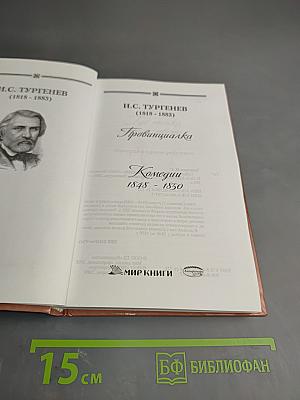 И.С. ТУРГЕНЕВ
(1818 - 1883)
И.С. ТУРГЕНЕВ
(1818 - 1883)
Провинциалка
Комедии
1848 - 1850
МИР КНИГИ
15 см
БФ БИБЛИОФАН